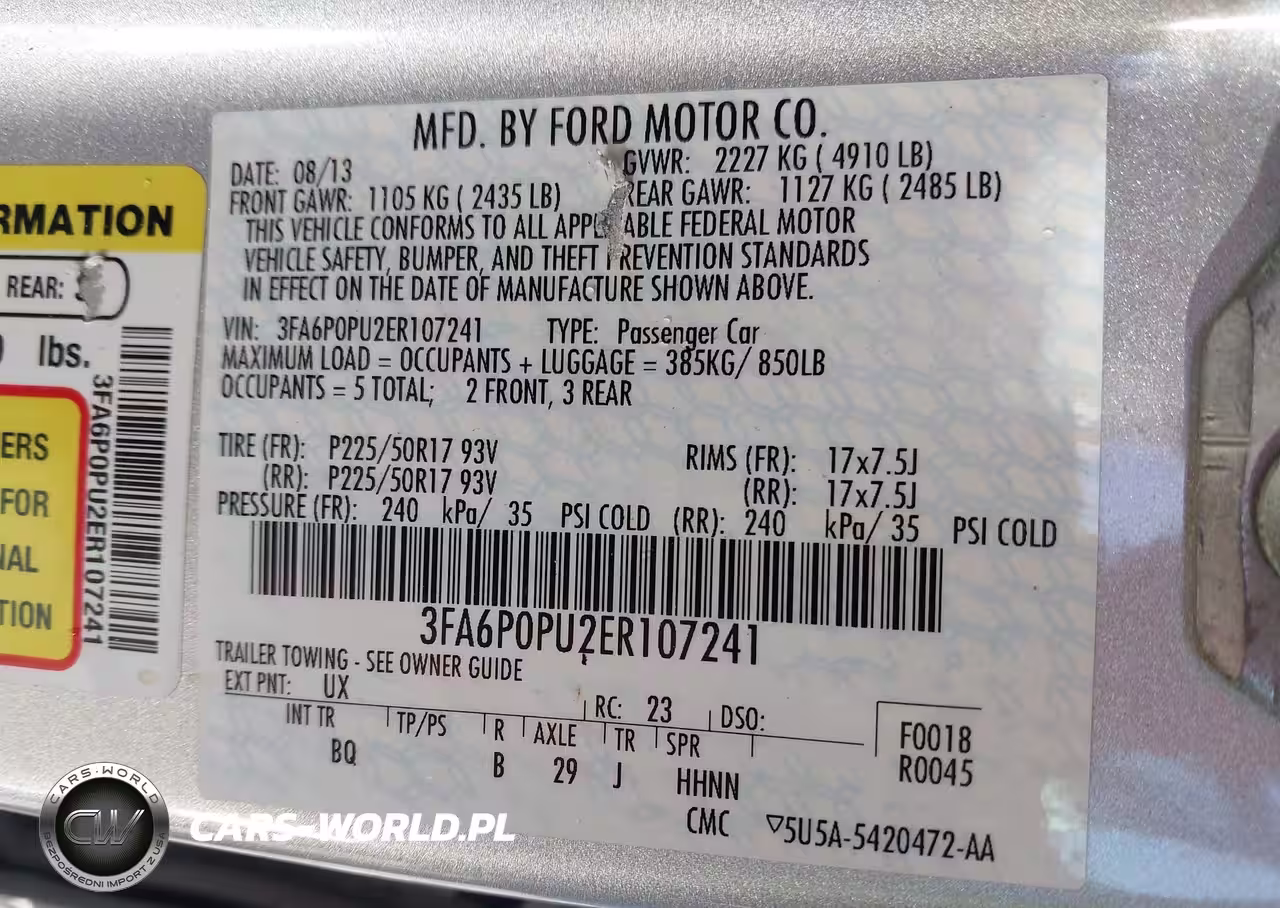 MFD. BY FORD MOTOR CO.
DATE: 08/13 GVWR: 2227 KG ( 4910 LB)
FRONT GAWR: 1105 KG ( 2435 LB) REAR GAWR: 1127 KG ( 2485 LB)
THIS VEHICLE CONFORMS TO ALL APPLICABLE FEDERAL MOTOR
VEHICLE SAFETY, BUMPER, AND THEFT PREVENTION STANDARDS
IN EFFECT ON THE DATE OF MANUFACTURE SHOWN ABOVE.
VIN: 3FA6P0PU2ER107241 TYPE: Passenger Car
MAXIMUM LOAD = OCCUPANTS + LUGGAGE = 385KG/ 850LB
OCCUPANTS = 5 TOTAL; 2 FRONT, 3 REAR
TIRE (FR): P225/50R17 93V RIMS (FR): 17x7.5J
(RR): P225/50R17 93V (RR): 17x7.5J
PRESSURE (FR): 240 kPa/ 35 PSI COLD (RR): 240 kPa/ 35 PSI COLD
3FA6P0PU2ER107241
TRAILER TOWING - SEE OWNER GUIDE
EXT PNT: UX RC: 23 DSO:
INT TR TP/PS R AXLE TR SPR
BQ B 29 J HHNN
F0018
R0045
CMC ▽5U5A-5420472-AA
RMATION
REAR:
lbs.
3FA6P0PU2ER107241
ERS
FOR
NAL
TION
CARS-WORLD
CW
BEZPOŚREDNI IMPORT Z USA
CARS-WORLD.PL